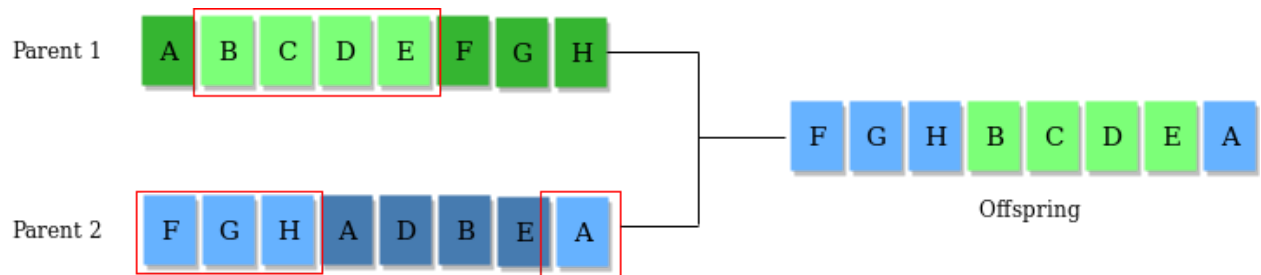 Parent 1 A B C D E F G H
F G H B C D E A
Offspring
Parent 2 F G H A D B E A